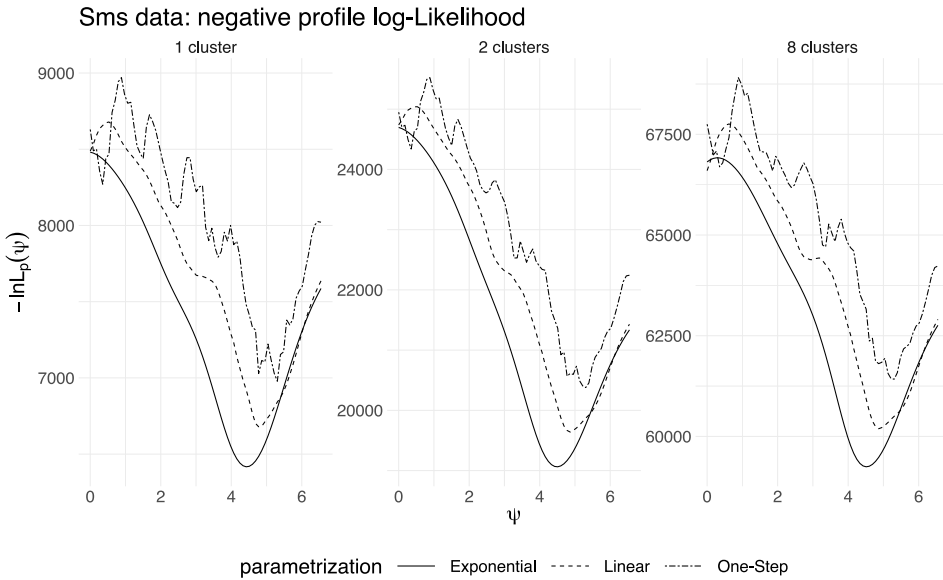 Sms data: negative profile log-Likelihood
1 cluster
2 clusters
8 clusters
−lnLp(ψ)
9000
8000
7000
24000
22000
20000
67500
65000
62500
60000
0 2 4 6
0 2 4 6
0 2 4 6
ψ
parametrization Exponential Linear One-Step